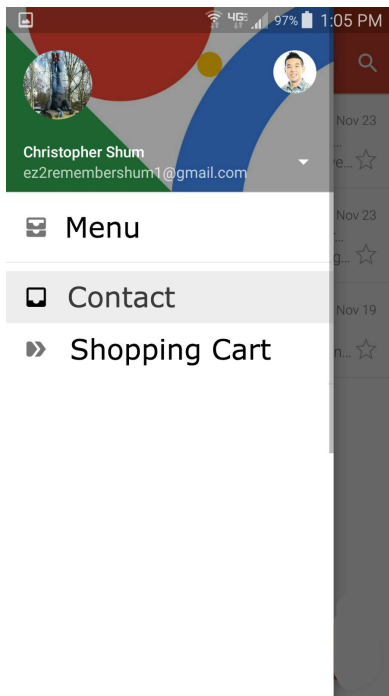 4G 97% 1:05 PM
Christopher Shum
ez2remembershum1@gmail.com
Menu
Contact
Shopping Cart
Nov 23
...
e...
Nov 23
...
g...
Nov 19
n...